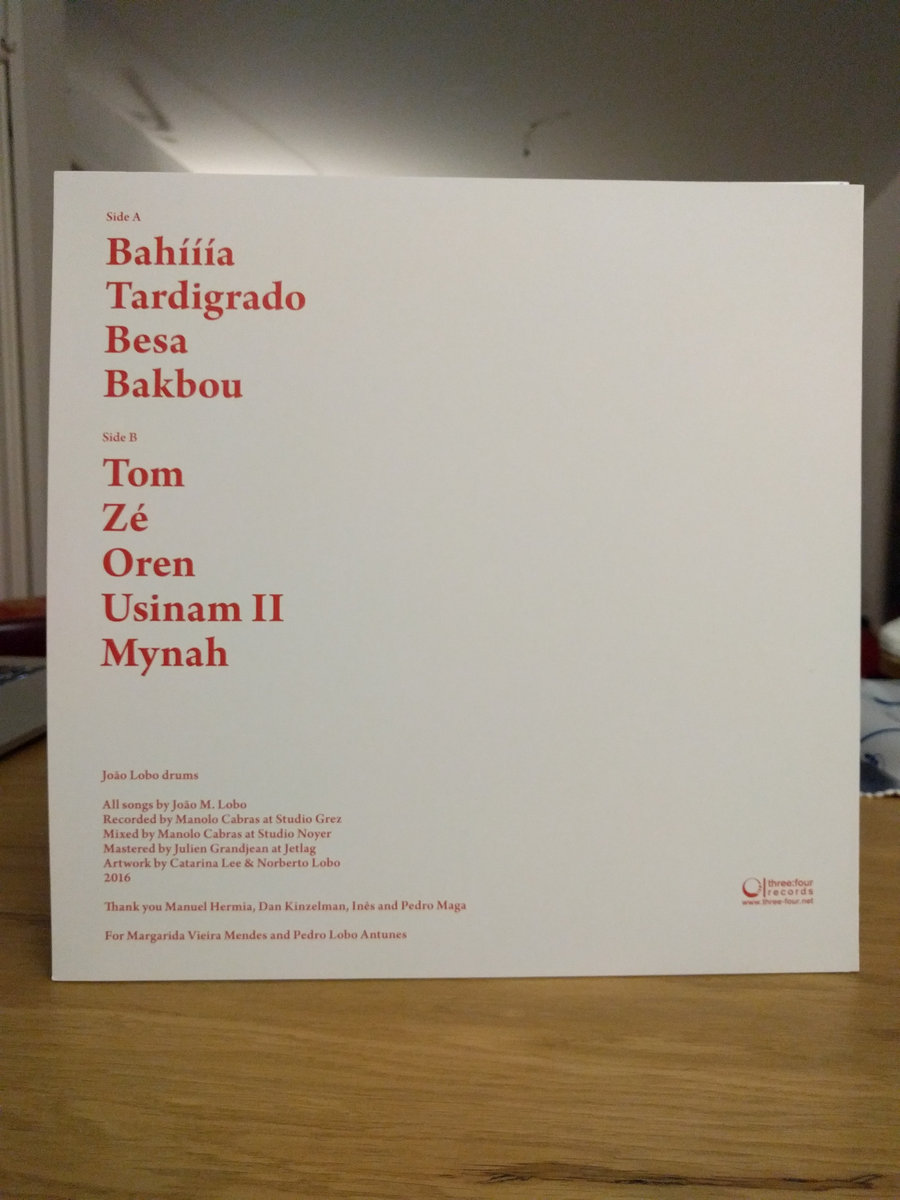 Side A
Bahíííía
Tardigrado
Besa
Bakbou
Side B
Tom
Zé
Oren
Usinam II
Mynah
João Lobo drums
All songs by João M. Lobo
Recorded by Manolo Cabras at Studio Grez
Mixed by Manolo Cabras at Studio Noyer
Mastered by Julien Grandjean at Jetlag
Artwork by Catarina Lee & Norberto Lobo
2016
Thank you Manuel Hermia, Dan Kinzelman, Inês and Pedro Maga
For Margarida Vieira Mendes and Pedro Lobo Antunes
three:four
records
www.three-four.net